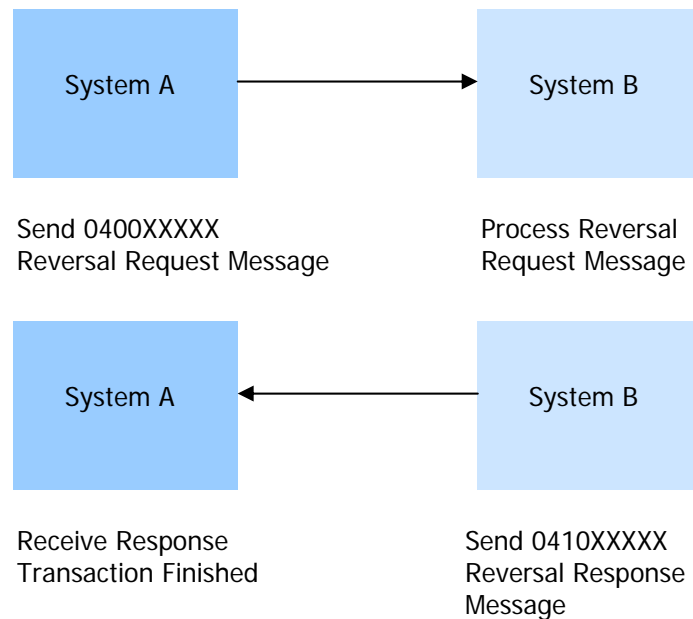 System A
System B
Send 0400XXXXX
Reversal Request Message
Process Reversal
Request Message
System A
System B
Receive Response
Transaction Finished
Send 0410XXXXX
Reversal Response
Message